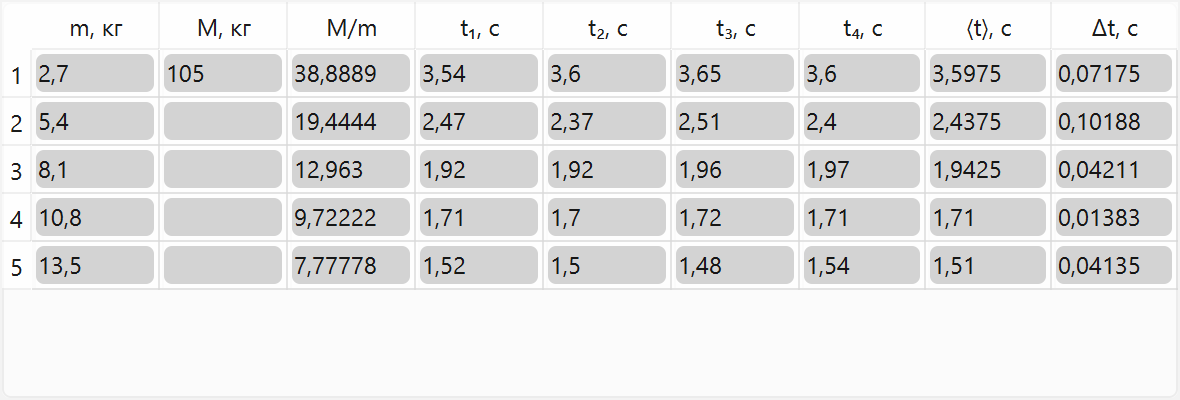 m, кг M, кг M/m t₁, с t₂, с t₃, с t₄, с ⟨t⟩, с Δt, с
1 2,7 105 38,8889 3,54 3,6 3,65 3,6 3,5975 0,07175
2 5,4 19,4444 2,47 2,37 2,51 2,4 2,4375 0,10188
3 8,1 12,963 1,92 1,92 1,96 1,97 1,9425 0,04211
4 10,8 9,72222 1,71 1,7 1,72 1,71 1,71 0,01383
5 13,5 7,77778 1,52 1,5 1,48 1,54 1,51 0,04135